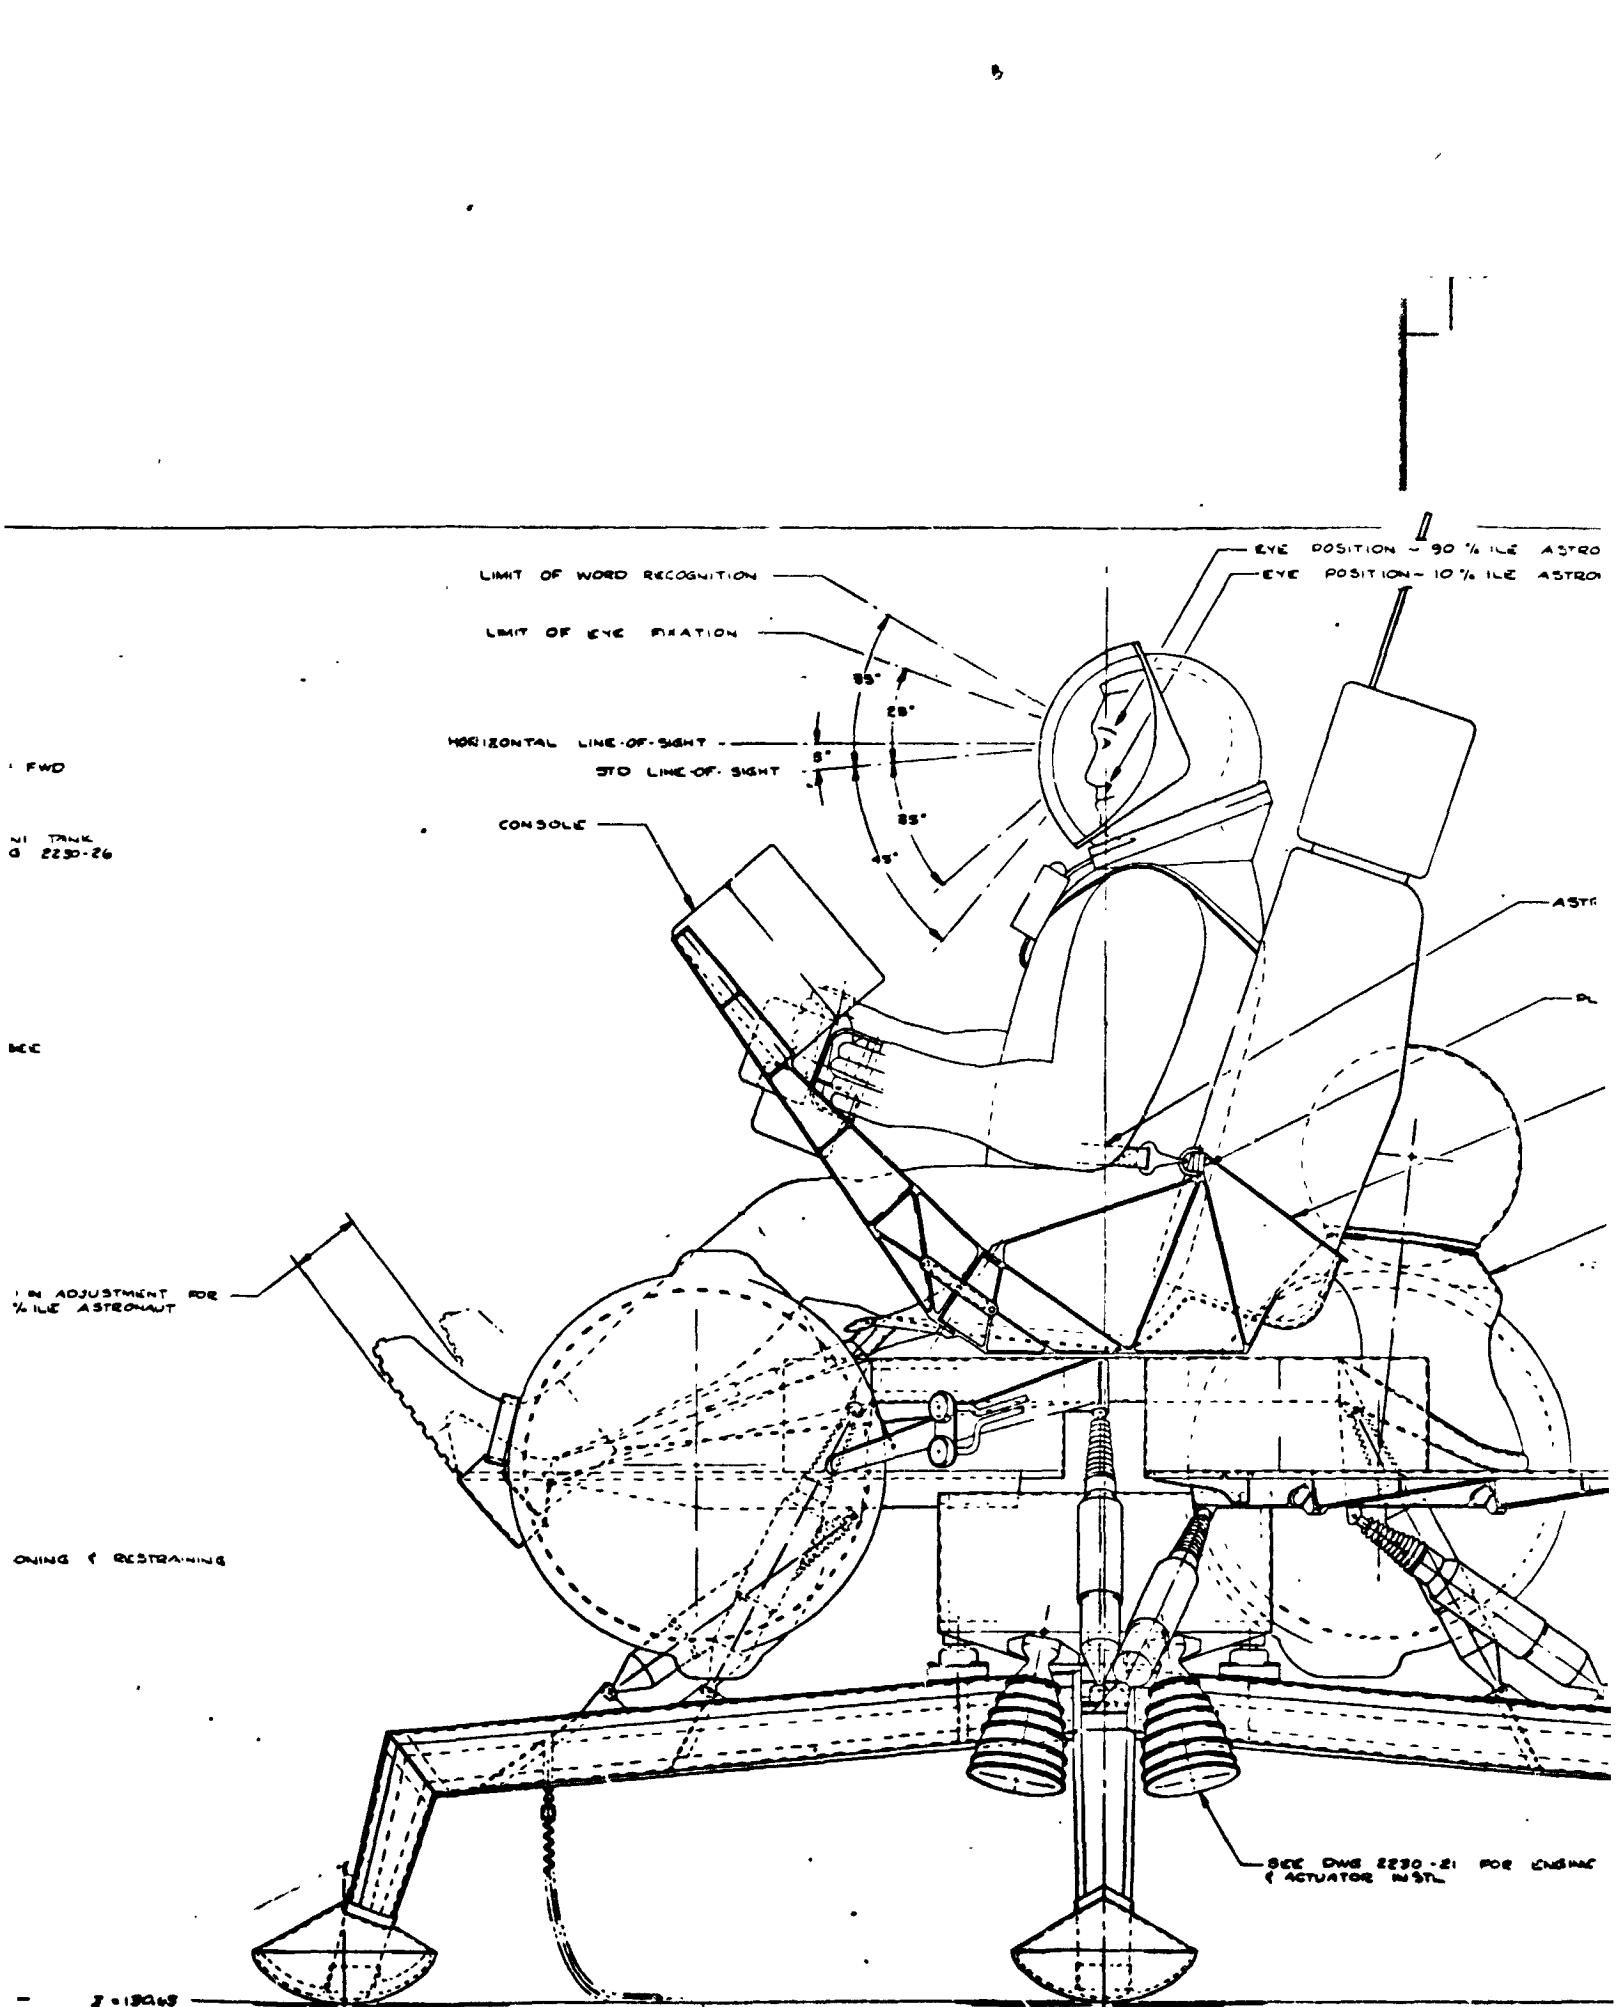 EYE POSITION - 90 %ILE ASTRO
EYE POSITION - 10 %ILE ASTRO
LIMIT OF WORD RECOGNITION
LIMIT OF EYE FIXATION
35°
25°
HORIZONTAL LINE-OF-SIGHT
5°
STD LINE-OF-SIGHT
FWD
35°
CONSOLE
TANK
2230-26
45°
ASTR
IN ADJUSTMENT FOR
%ILE ASTRONAUT
ONING & RESTRAINING
SEE DWG 2230-21 FOR ENGINE
& ACTUATOR INSTL